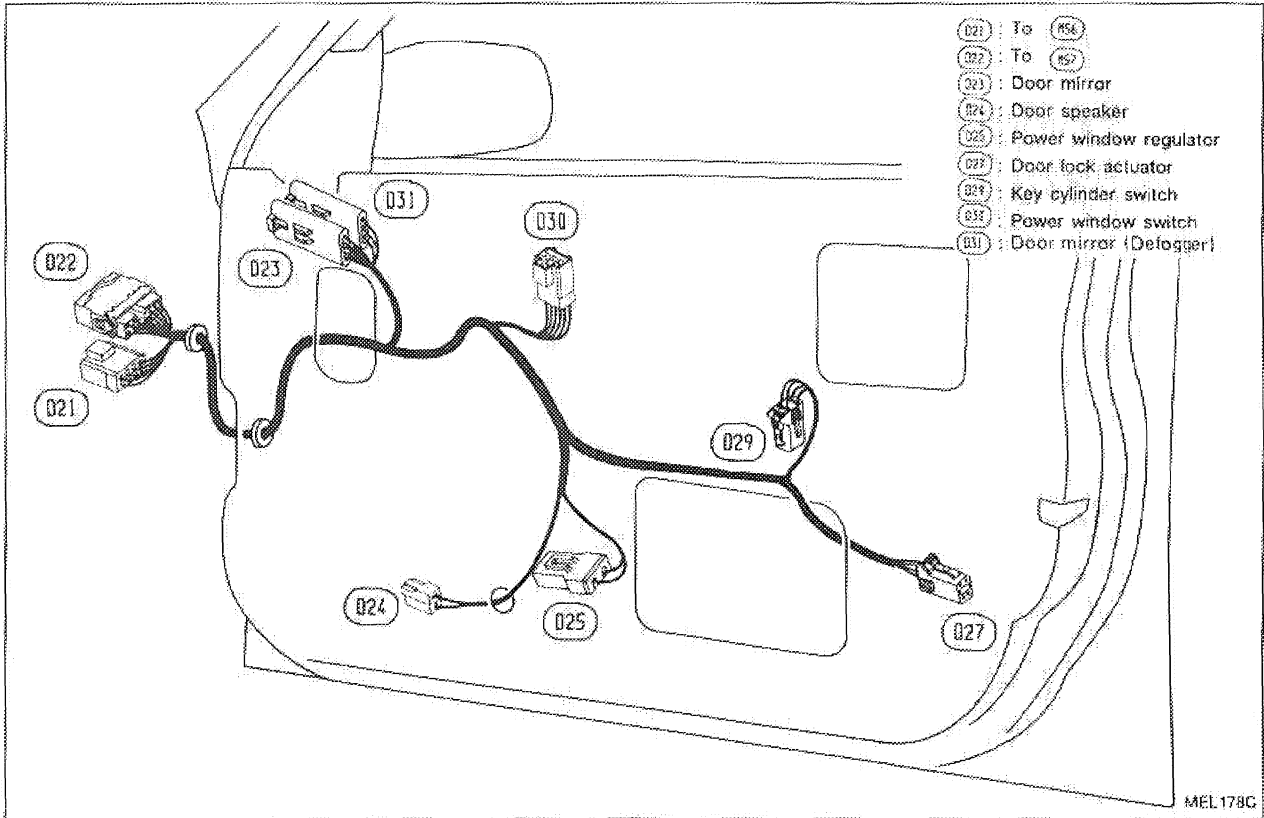 D21 : To M56
D22 : To M57
D23 : Door mirror
D24 : Door speaker
D25 : Power window regulator
D27 : Door lock actuator
D29 : Key cylinder switch
D30 : Power window switch
D31 : Door mirror (Defogger)
D31
D30
D23
D22
D21
D29
D24
D25
D27
MEL178G